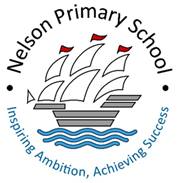 Nelson Primary School
Inspiring Ambition, Achieving Success